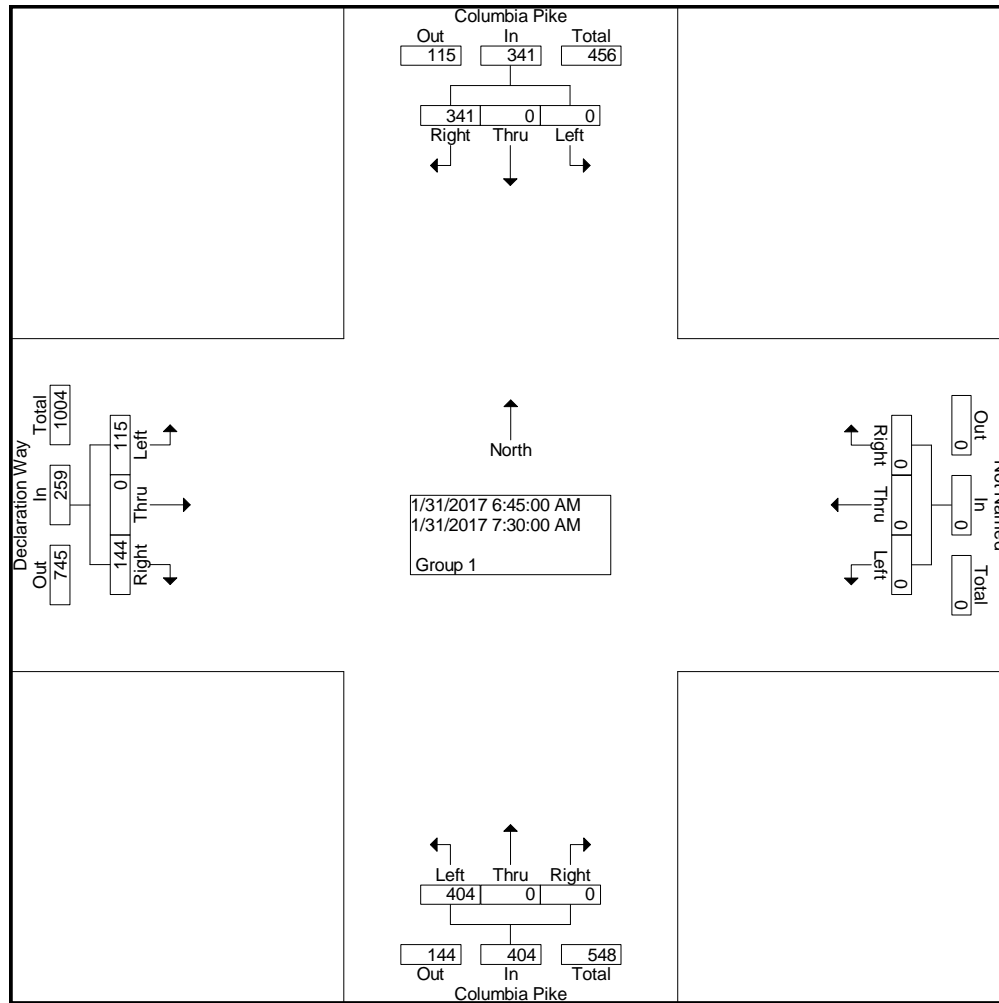 Columbia Pike
Out In Total
115 341 456
341 0 0
Right Thru Left
Declaration Way
Total In Out
1004 259 745
115 0 144
Left Thru Right
North
1/31/2017 6:45:00 AM
1/31/2017 7:30:00 AM
Group 1
Right Thru Left
0 0 0
Out In Total
0 0 0
Not Named
Left Thru Right
404 0 0
144 404 548
Out In Total
Columbia Pike